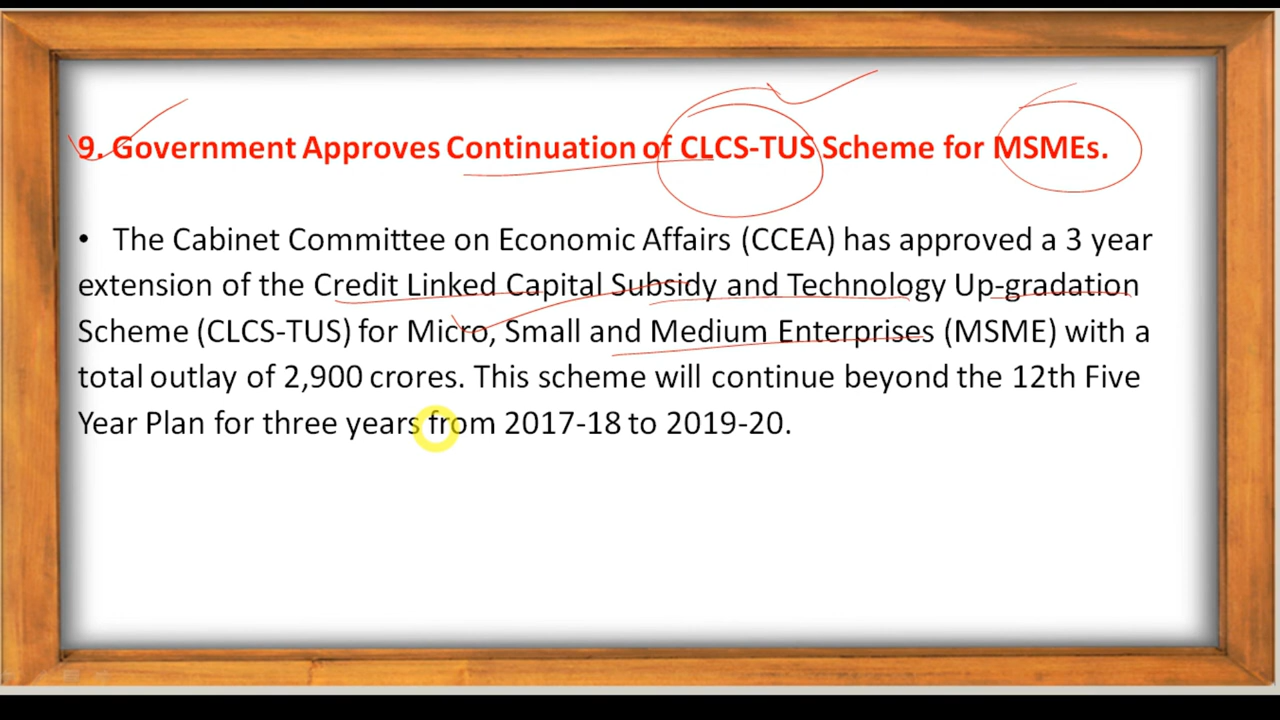 9. Government Approves Continuation of CLCS-TUS Scheme for MSMEs.
• The Cabinet Committee on Economic Affairs (CCEA) has approved a 3 year
extension of the Credit Linked Capital Subsidy and Technology Up-gradation
Scheme (CLCS-TUS) for Micro, Small and Medium Enterprises (MSME) with a
total outlay of 2,900 crores. This scheme will continue beyond the 12th Five
Year Plan for three years from 2017-18 to 2019-20.